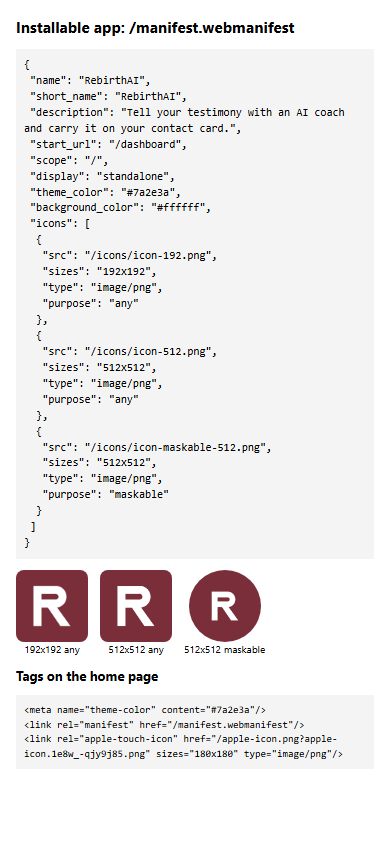 Installable app: /manifest.webmanifest
{
"name": "RebirthAI",
"short_name": "RebirthAI",
"description": "Tell your testimony with an AI coach
and carry it on your contact card.",
"start_url": "/dashboard",
"scope": "/",
"display": "standalone",
"theme_color": "#7a2e3a",
"background_color": "#ffffff",
"icons": [
{
"src": "/icons/icon-192.png",
"sizes": "192x192",
"type": "image/png",
"purpose": "any"
},
{
"src": "/icons/icon-512.png",
"sizes": "512x512",
"type": "image/png",
"purpose": "any"
},
{
"src": "/icons/icon-maskable-512.png",
"sizes": "512x512",
"type": "image/png",
"purpose": "maskable"
}
]
}
R R R
192x192 any 512x512 any 512x512 maskable
Tags on the home page
<meta name="theme-color" content="#7a2e3a"/>
<link rel="manifest" href="/manifest.webmanifest"/>
<link rel="apple-touch-icon" href="/apple-icon.png?apple-
icon.1e8w_-qjy9j85.png" sizes="180x180" type="image/png"/>